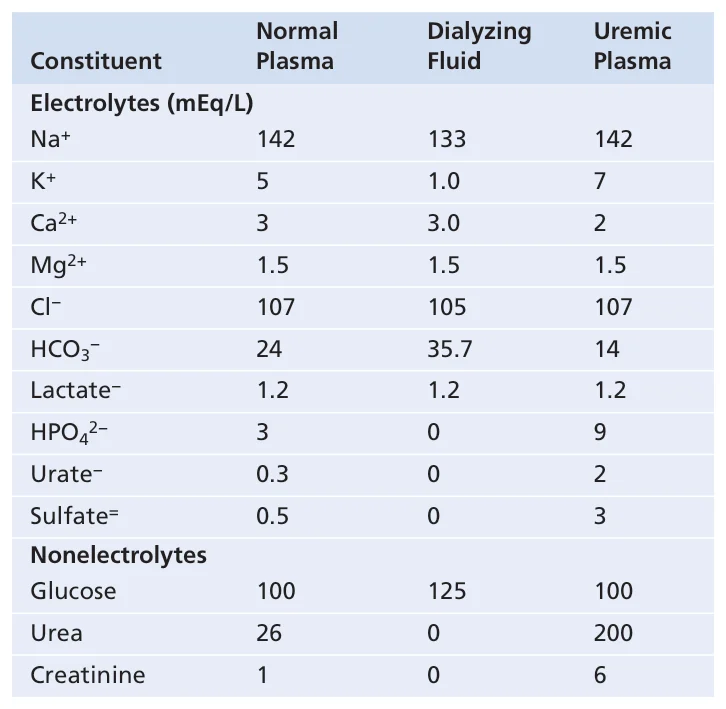 Constituent Normal Plasma Dialyzing Fluid Uremic Plasma
Electrolytes (mEq/L)
Na⁺ 142 133 142
K⁺ 5 1.0 7
Ca²⁺ 3 3.0 2
Mg²⁺ 1.5 1.5 1.5
Cl⁻ 107 105 107
HCO₃⁻ 24 35.7 14
Lactate⁻ 1.2 1.2 1.2
HPO₄²⁻ 3 0 9
Urate⁻ 0.3 0 2
Sulfate⁼ 0.5 0 3
Nonelectrolytes
Glucose 100 125 100
Urea 26 0 200
Creatinine 1 0 6